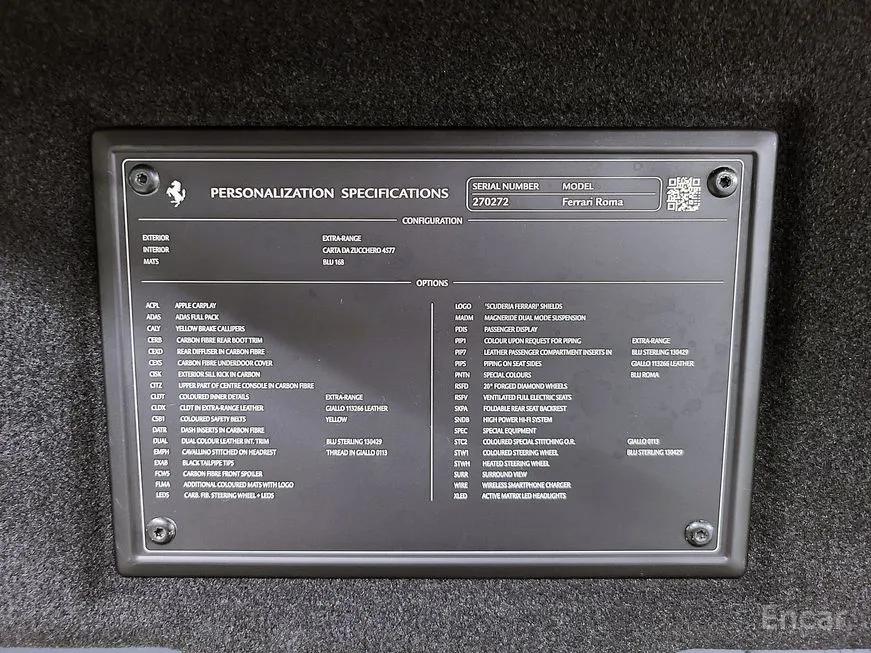 PERSONALIZATION SPECIFICATIONS
SERIAL NUMBER MODEL
270272 Ferrari Roma
CONFIGURATION
EXTERIOR EXTRA-RANGE
INTERIOR CARTA DA ZUCCHERO 4577
MATS BLU 168
OPTIONS
ACPL APPLE CARPLAY
ADAS ADAS FULL PACK
CALY YELLOW BRAKE CALLIPERS
CERB CARBON FIBRE REAR BOOT TRIM
CEXD REAR DIFFUSER IN CARBON FIBRE
CEXS CARBON FIBRE UNDERDOOR COVER
CISK EXTERIOR SILL KICK IN CARBON
CITZ UPPER PART OF CENTRE CONSOLE IN CARBON FIBRE
CLDT COLOURED INNER DETAILS EXTRA-RANGE
CLDX CLDT IN EXTRA-RANGE LEATHER GIALLO 113266 LEATHER
CSB1 COLOURED SAFETY BELTS YELLOW
DATR DASH INSERTS IN CARBON FIBRE
DUAL DUAL COLOUR LEATHER INT. TRIM BLU STERLING 130429
EMPH CAVALLINO STITCHED ON HEADREST THREAD IN GIALLO 0113
EXAB BLACK TAILPIPE TIPS
FCWS CARBON FIBRE FRONT SPOILER
FLMA ADDITIONAL COLOURED MATS WITH LOGO
LEDS CARB. FIB. STEERING WHEEL + LEDS
LOGO 'SCUDERIA FERRARI' SHIELDS
MADM MAGNERIDE DUAL MODE SUSPENSION
PDIS PASSENGER DISPLAY
PIP1 COLOUR UPON REQUEST FOR PIPING EXTRA-RANGE
PIP7 LEATHER PASSENGER COMPARTMENT INSERTS IN BLU STERLING 130429
PIPS PIPING ON SEAT SIDES GIALLO 113266 LEATHER
PNTN SPECIAL COLOURS BLU ROMA
RSFD 20" FORGED DIAMOND WHEELS
RSFV VENTILATED FULL ELECTRIC SEATS
SKPA FOLDABLE REAR SEAT BACKREST
SNDB HIGH POWER HI-FI SYSTEM
SPEC SPECIAL EQUIPMENT
STC2 COLOURED SPECIAL STITCHING O.R. GIALLO 0113
STW1 COLOURED STEERING WHEEL BLU STERLING 130429
STWH HEATED STEERING WHEEL
SURR SURROUND VIEW
WIRE WIRELESS SMARTPHONE CHARGER
XLED ACTIVE MATRIX LED HEADLIGHTS
Encar